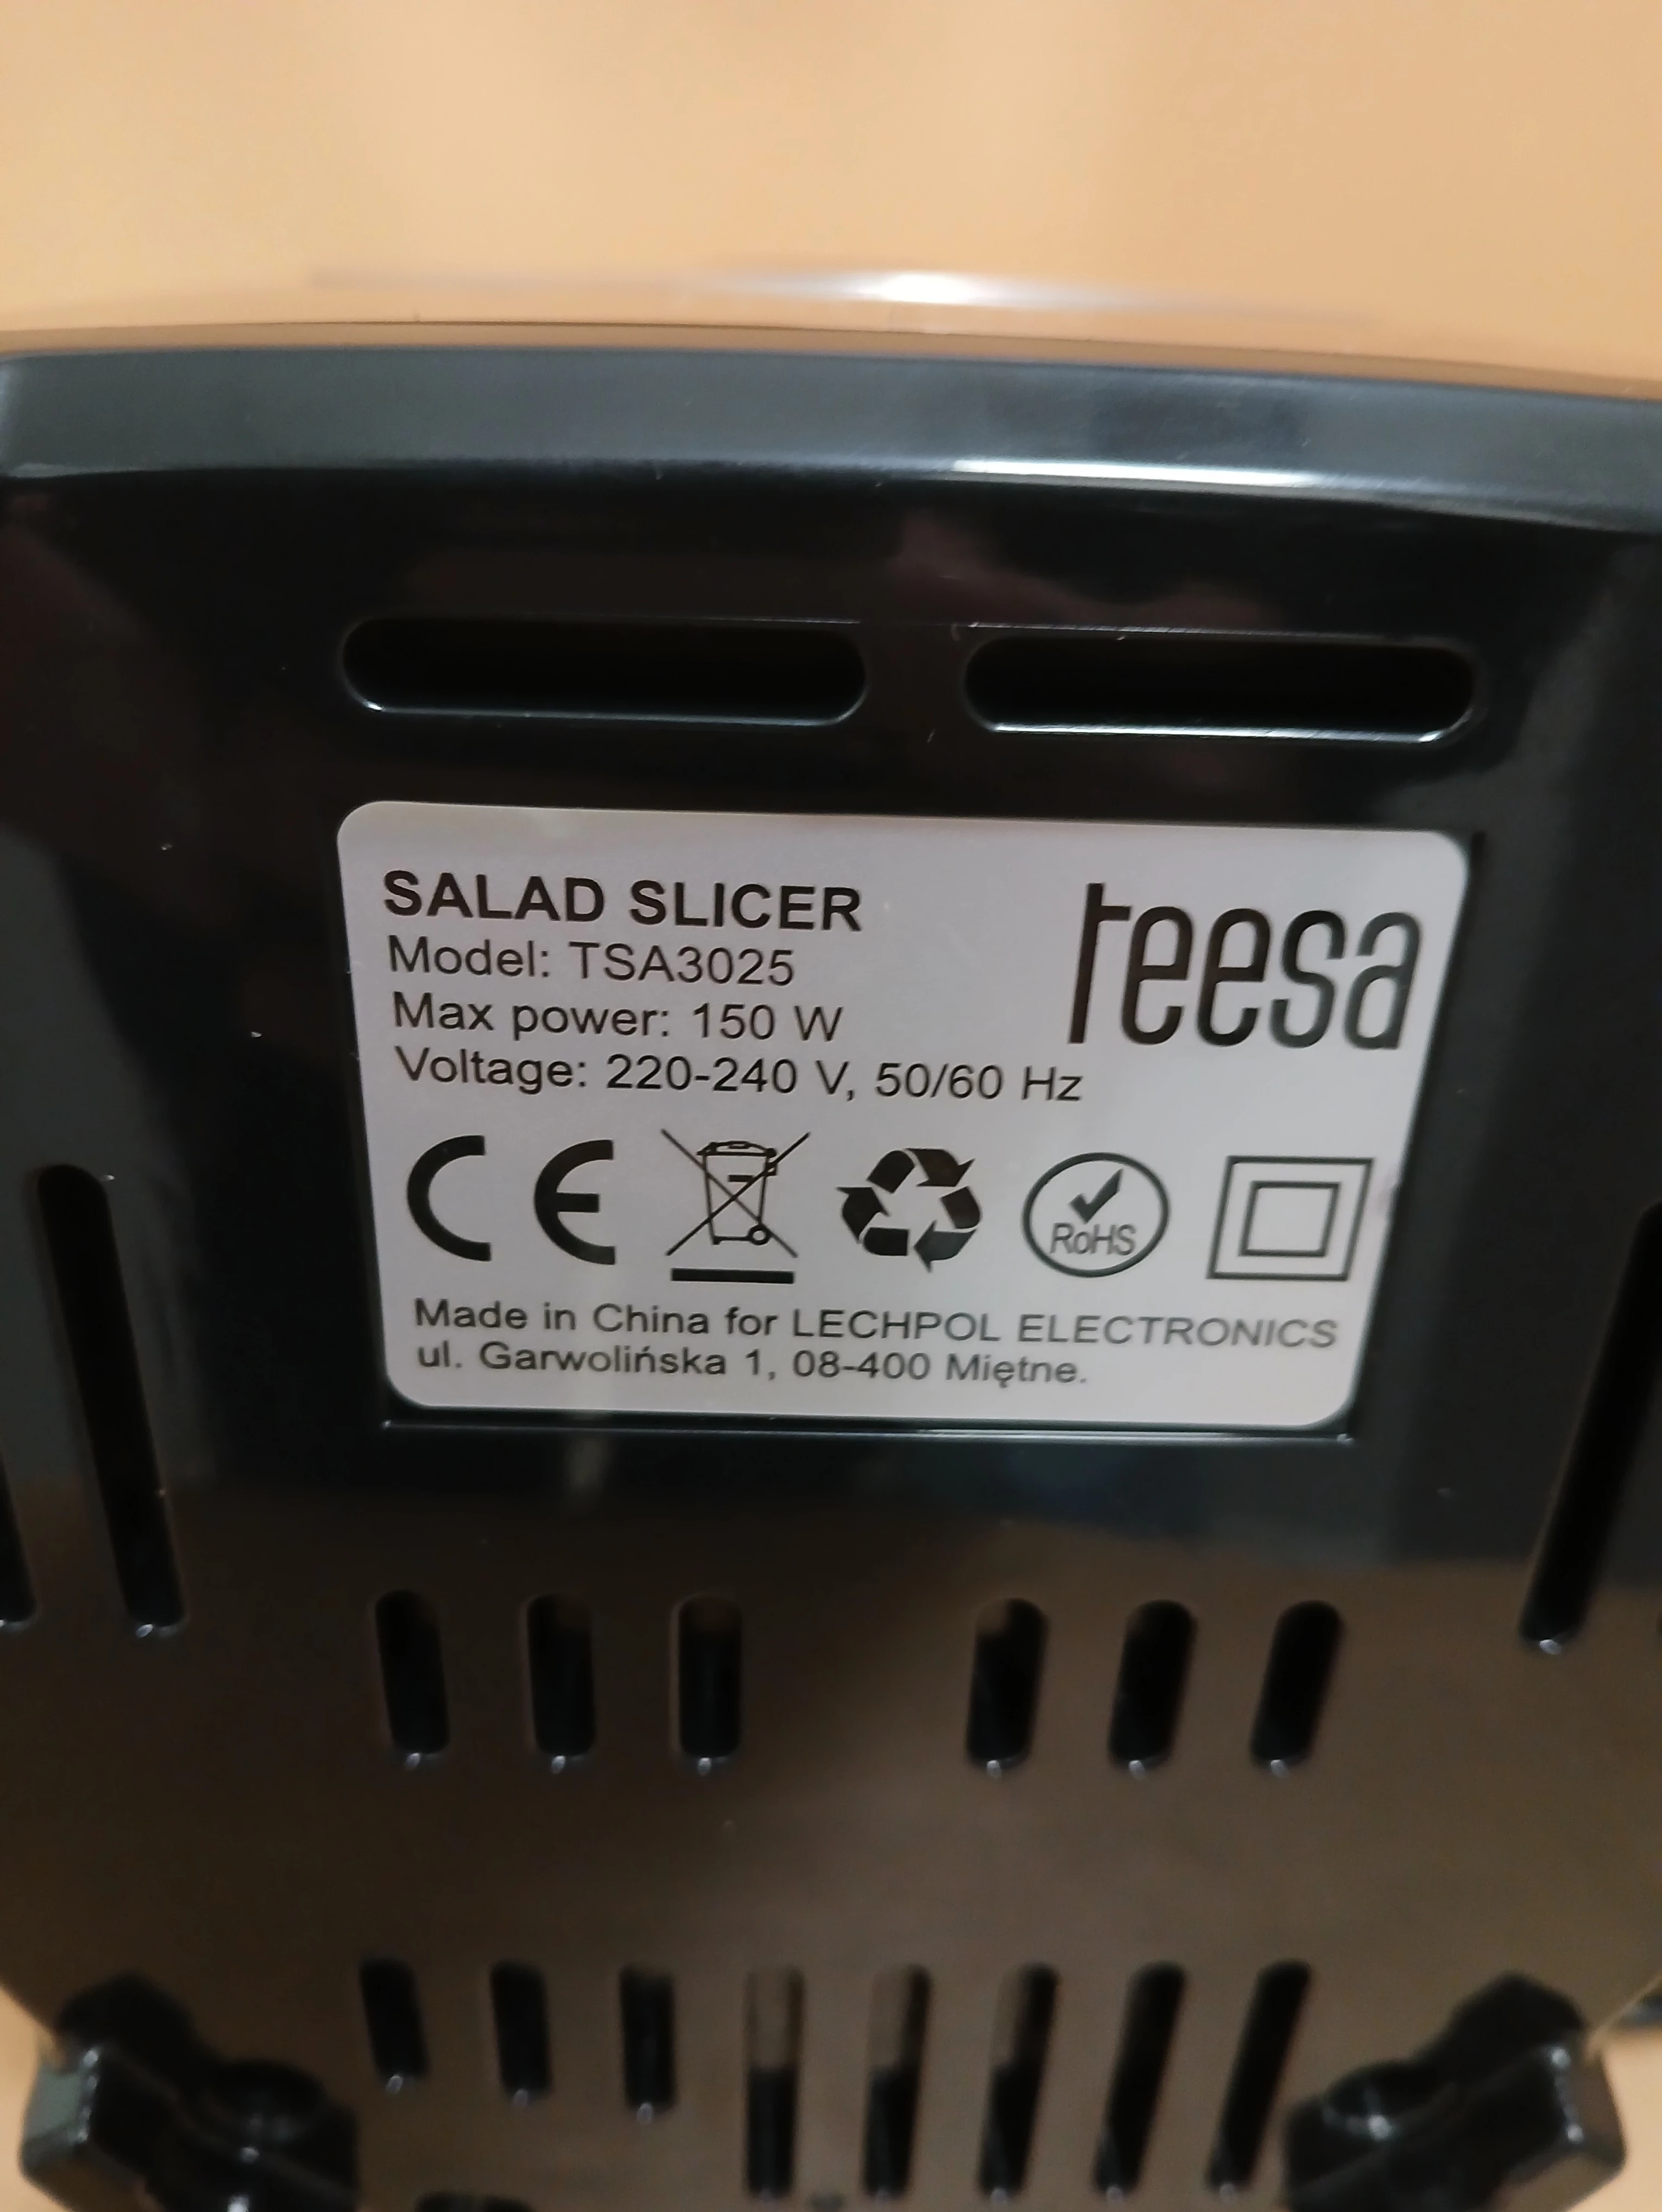 SALAD SLICER
teesa
Model: TSA3025
Max power: 150 W
Voltage: 220-240 V, 50/60 Hz
CE
RoHS
Made in China for LECHPOL ELECTRONICS
ul. Garwolińska 1, 08-400 Miętne.